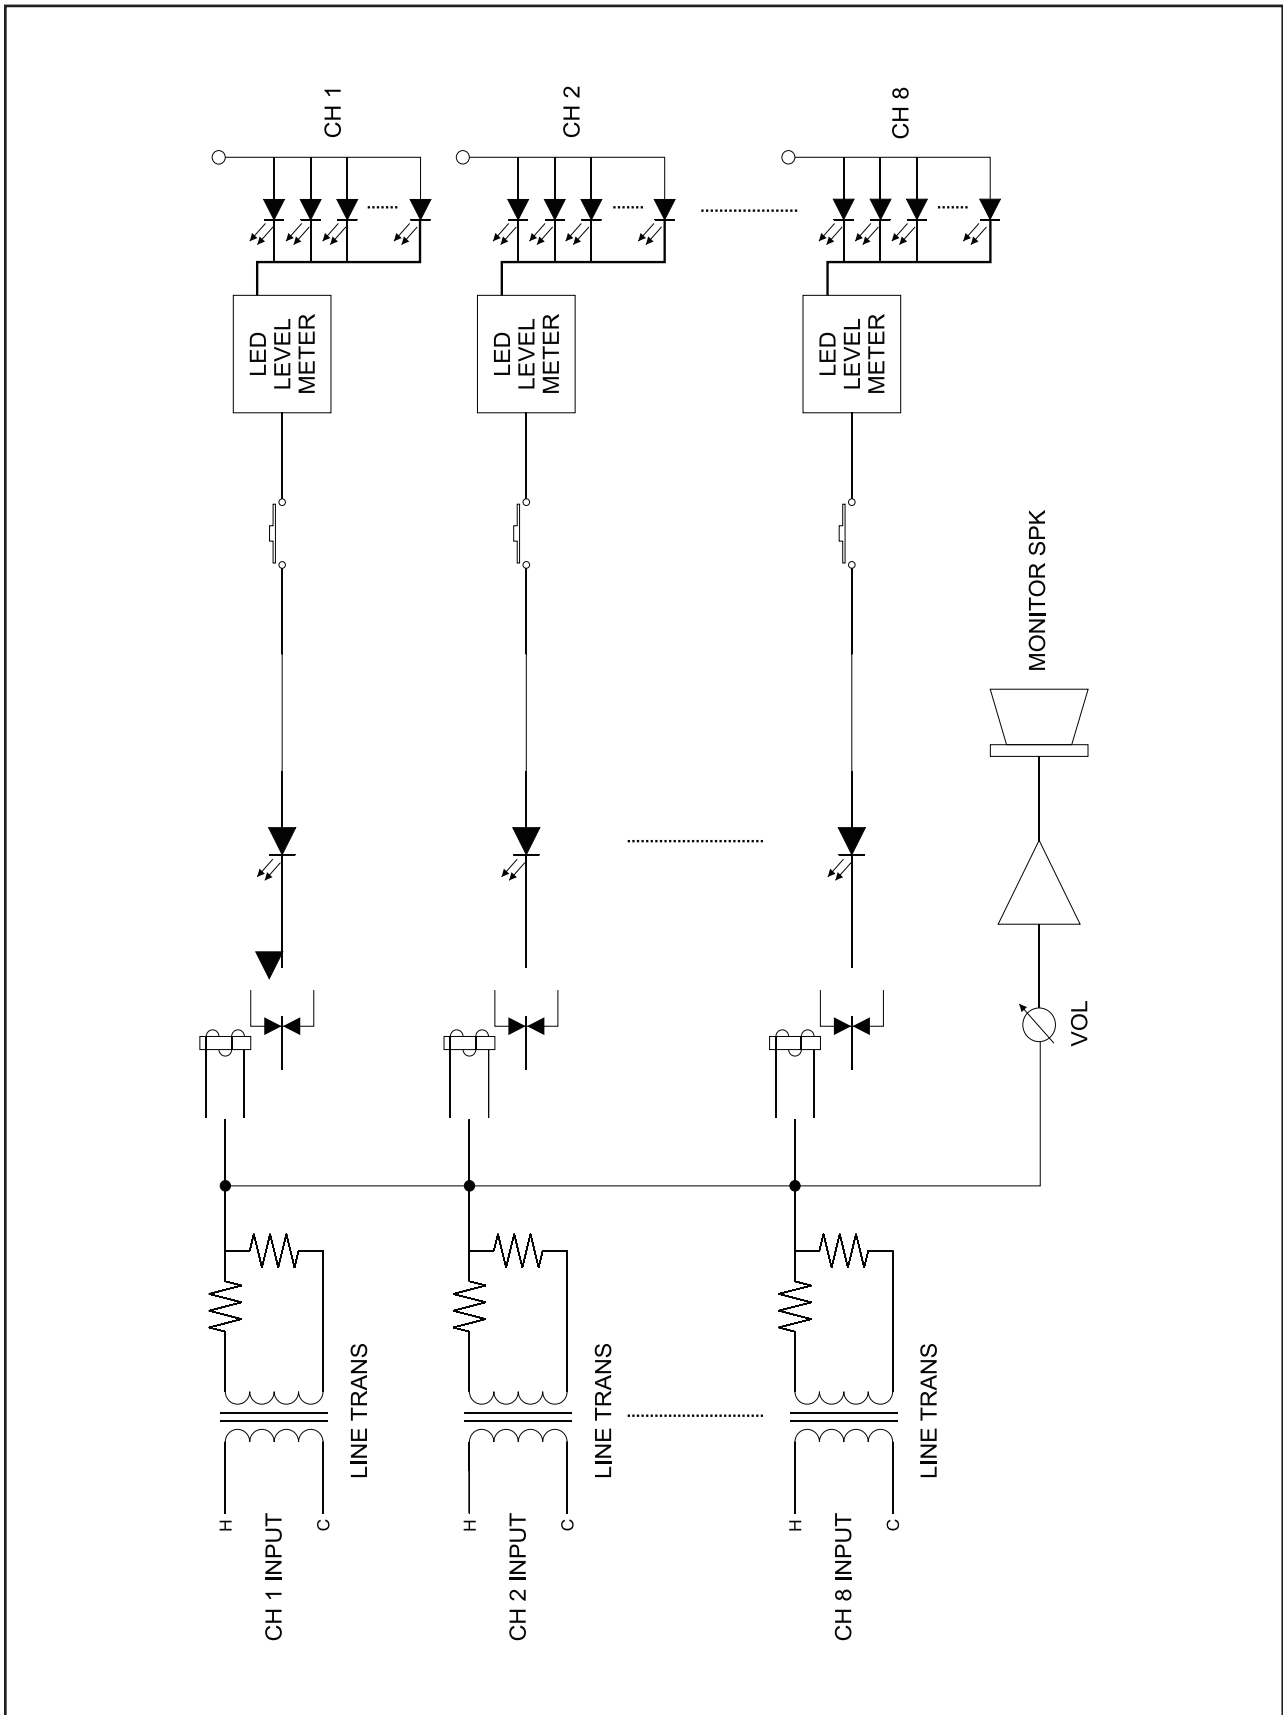 CH 1 INPUT
H
C
LINE TRANS
LED
LEVEL
METER
CH 1
CH 2 INPUT
H
C
LINE TRANS
LED
LEVEL
METER
CH 2
CH 8 INPUT
H
C
LINE TRANS
LED
LEVEL
METER
CH 8
VOL
MONITOR SPK